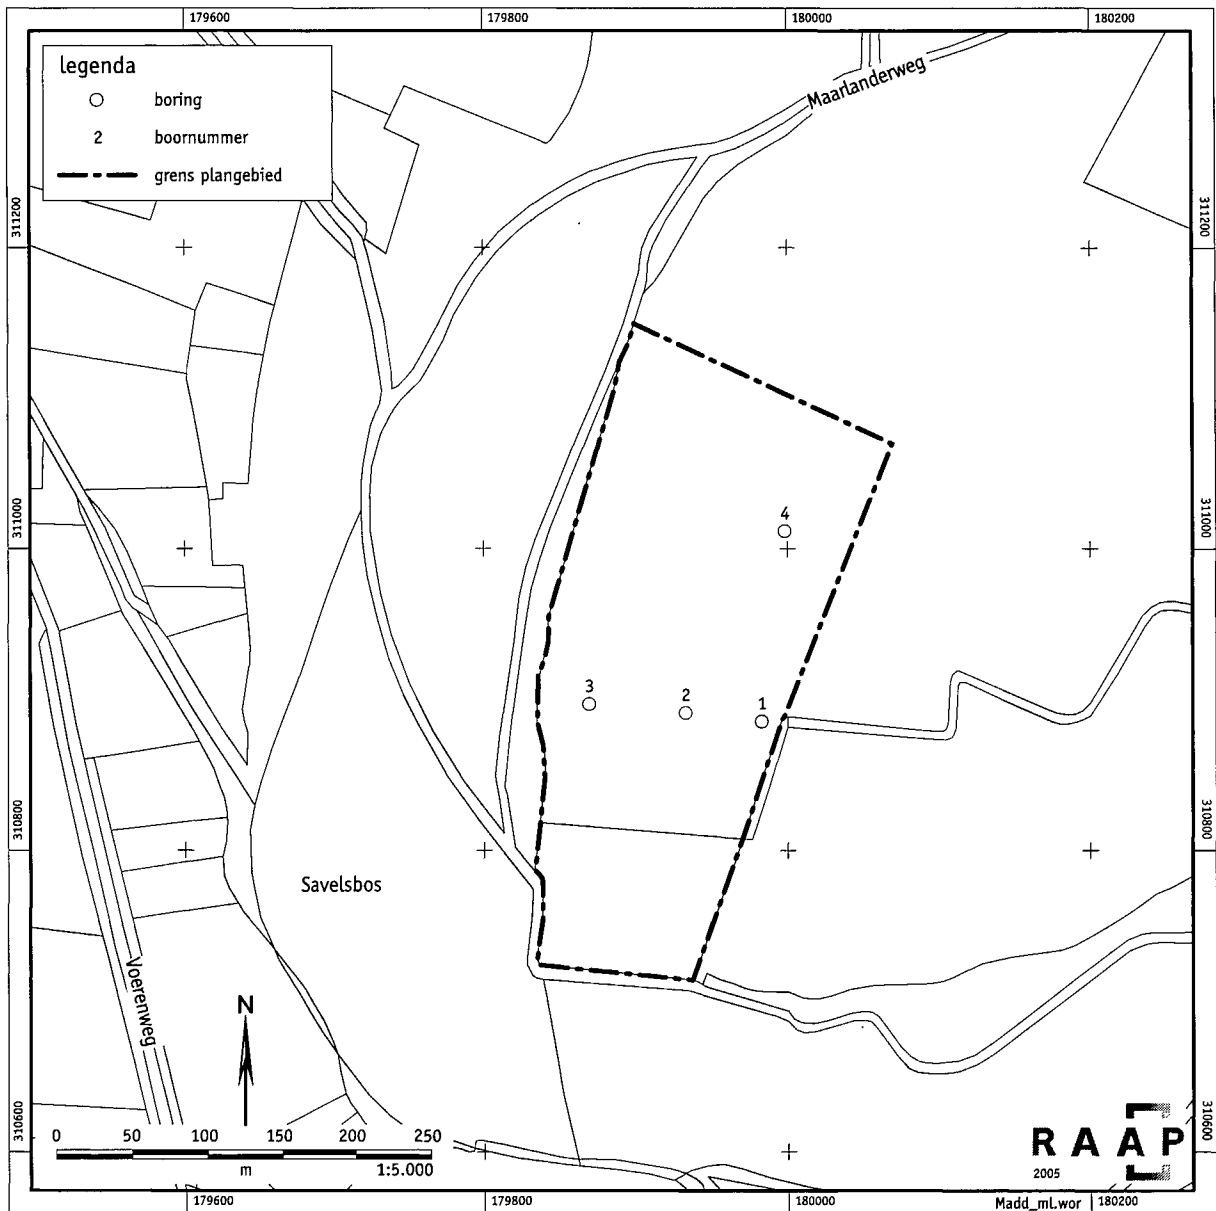 179600
179800
180000
180200
legenda
boring
2 boornummer
grens plangebied
Maarlanderweg
311200
311200
4
311000
311000
3
2
1
310800
310800
Savelsbos
Voerenweg
N
310600
310600
0 50 100 150 200 250
m 1:5.000
RAAP
2005
Madd_ml.wor
179600
179800
180000
180200